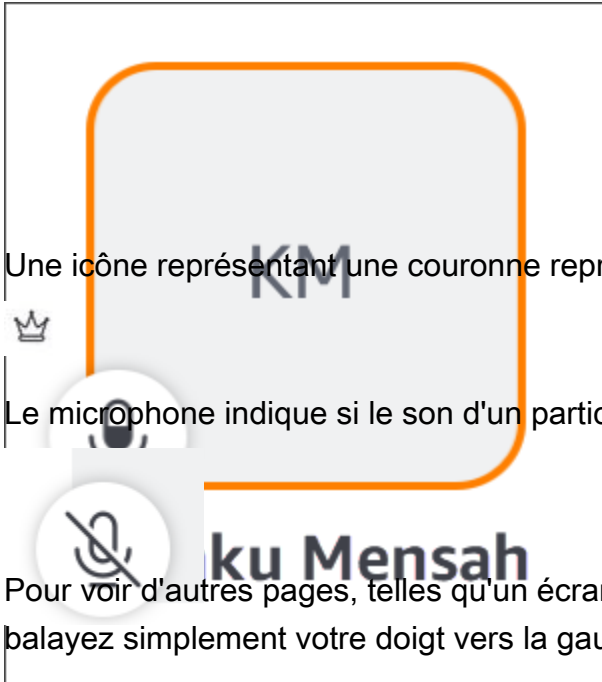 KM
Une icône représentant une couronne repr
Le microphone indique si le son d'un partic
ku Mensah
Pour voir d'autres pages, telles qu'un écran
balayez simplement votre doigt vers la gau